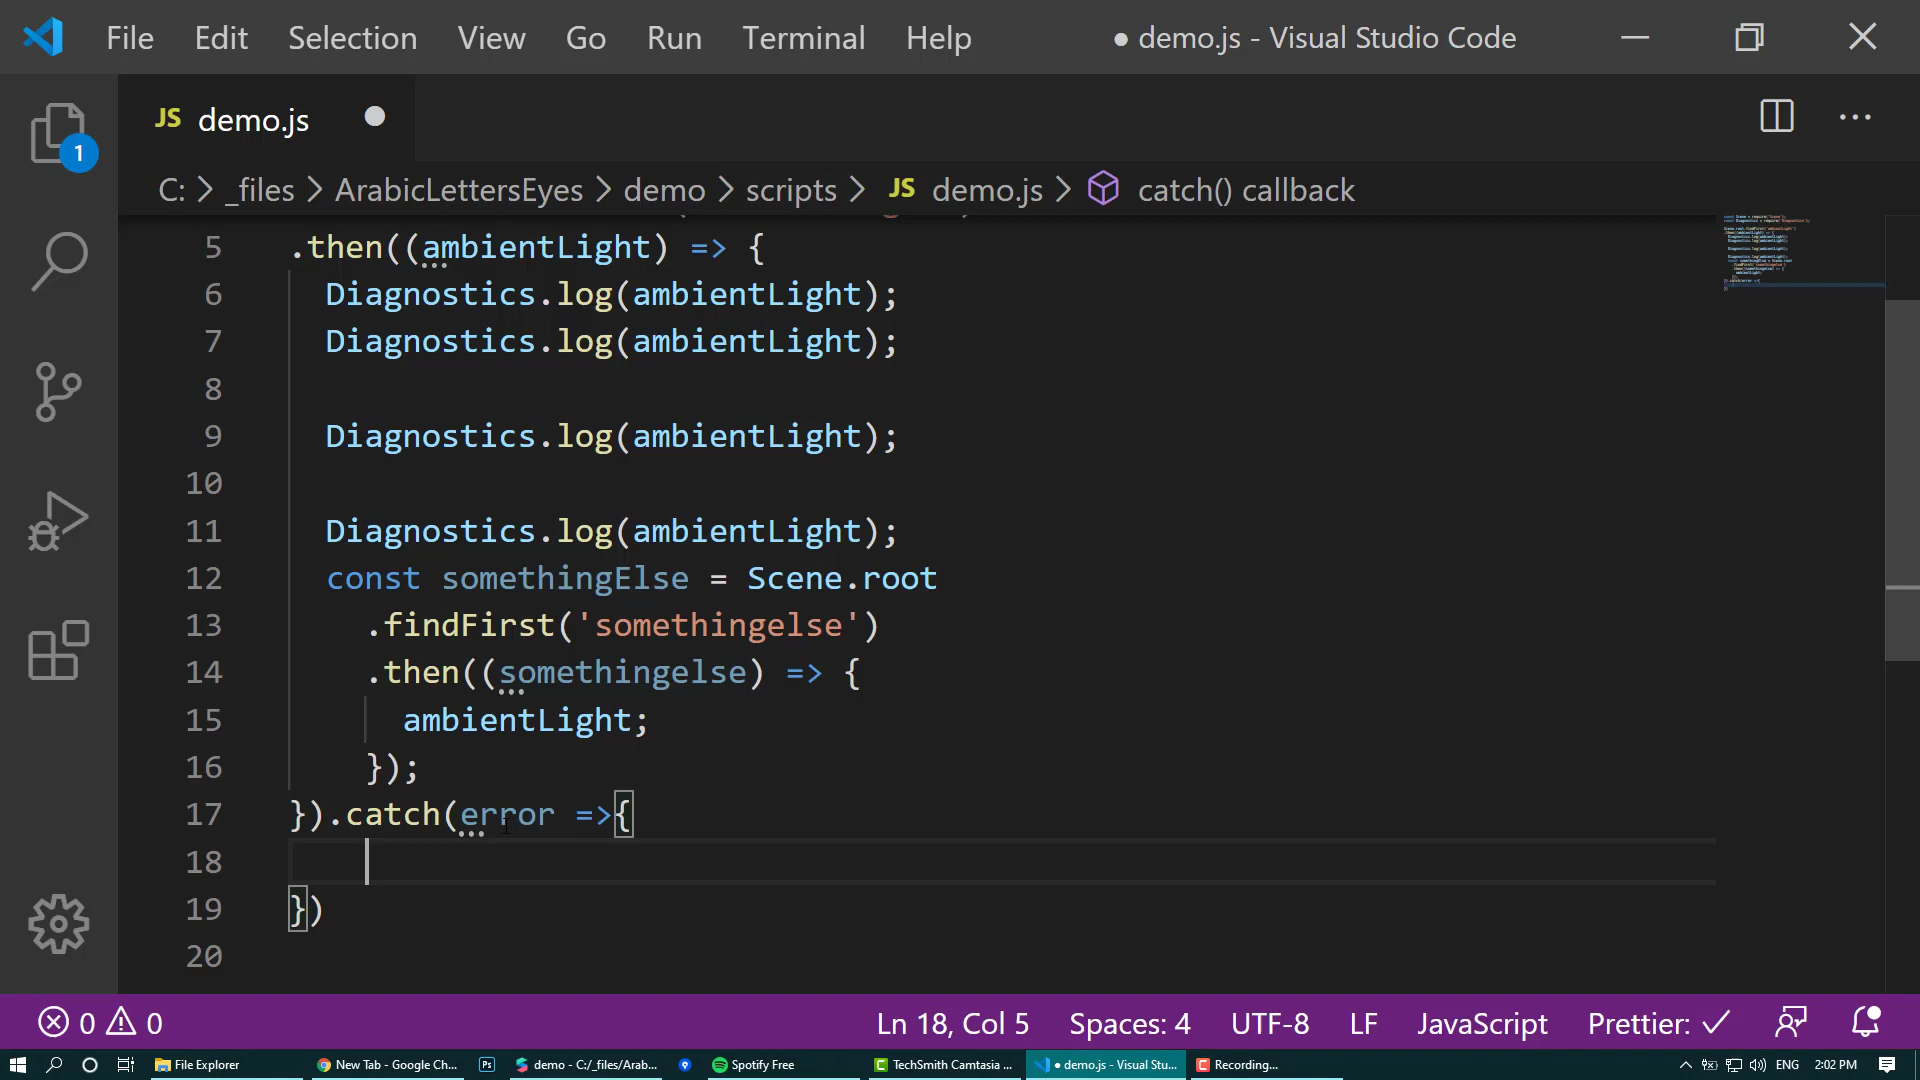 File Edit Selection View Go Run Terminal Help ● demo.js - Visual Studio Code
JS demo.js
1
C: > _files > ArabicLettersEyes > demo > scripts > JS demo.js > catch() callback
5 .then((ambientLight) => {
6 Diagnostics.log(ambientLight);
7 Diagnostics.log(ambientLight);
8
9 Diagnostics.log(ambientLight);
10
11 Diagnostics.log(ambientLight);
12 const somethingElse = Scene.root
13 .findFirst('somethingelse')
14 .then((somethingelse) => {
15 ambientLight;
16 });
17 }).catch(error =>{
18
19 })
20
0 0 Ln 18, Col 5 Spaces: 4 UTF-8 LF JavaScript Prettier: ✓
File Explorer New Tab - Google Ch... Ps demo - C:/_files/Arab... Spotify Free TechSmith Camtasia ... ● demo.js - Visual Stu... Recording... ENG 2:02 PM